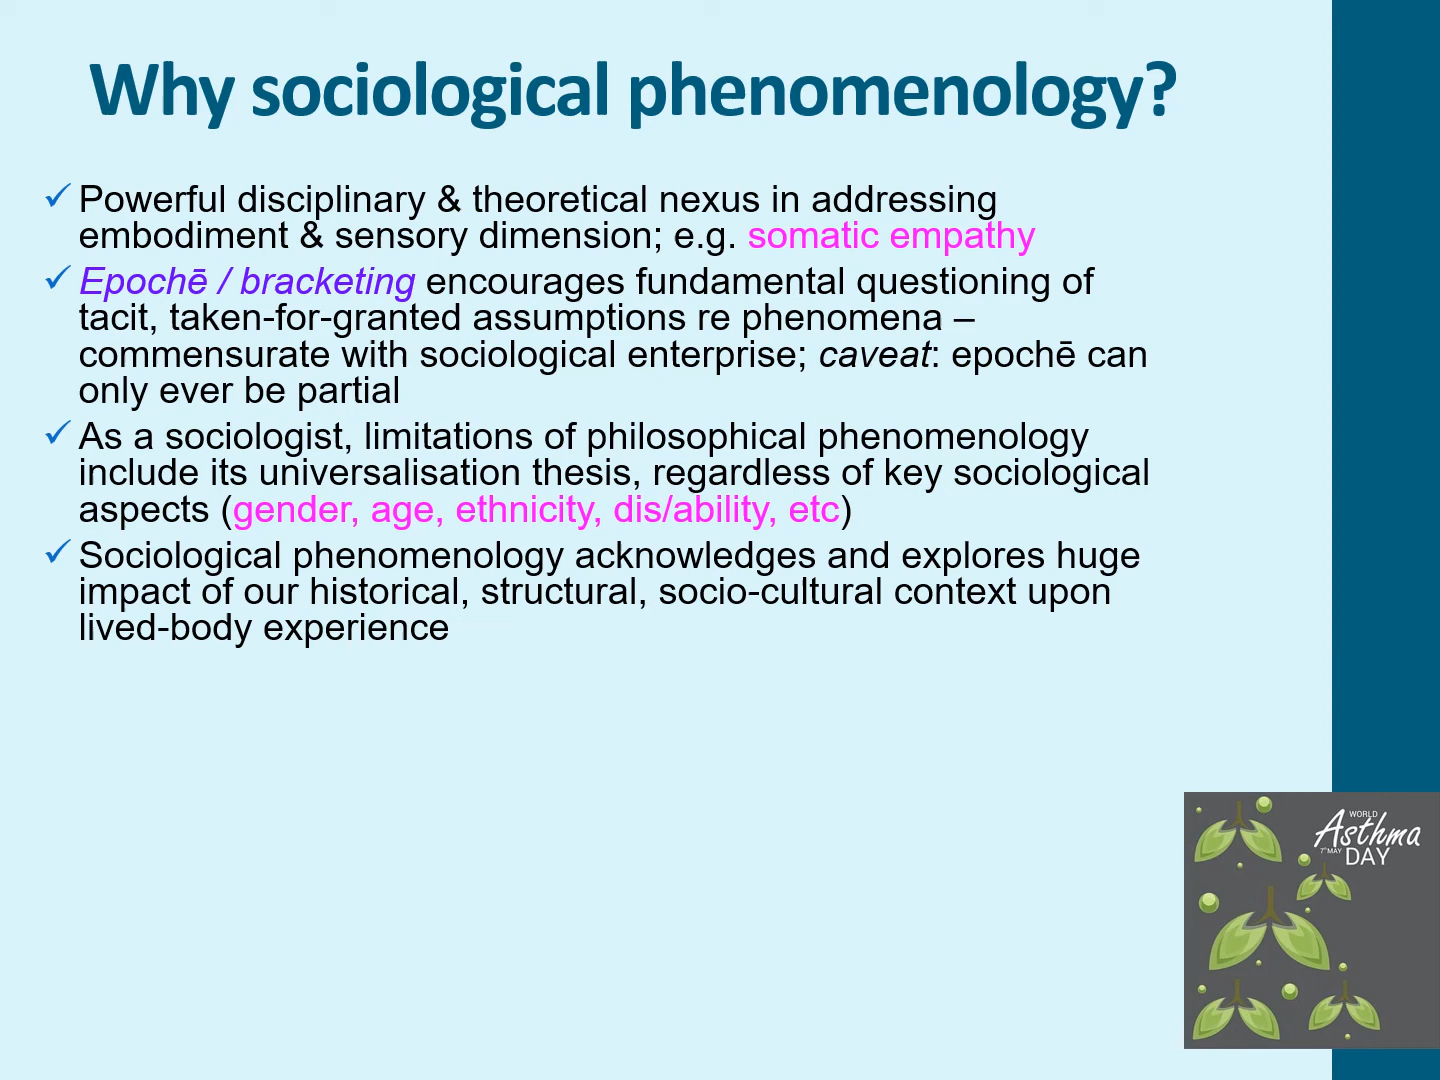 Why sociological phenomenology?
✓ Powerful disciplinary & theoretical nexus in addressing
embodiment & sensory dimension; e.g. somatic empathy
✓ Epochē / bracketing encourages fundamental questioning of
tacit, taken-for-granted assumptions re phenomena –
commensurate with sociological enterprise; caveat: epochē can
only ever be partial
✓ As a sociologist, limitations of philosophical phenomenology
include its universalisation thesis, regardless of key sociological
aspects (gender, age, ethnicity, dis/ability, etc)
✓ Sociological phenomenology acknowledges and explores huge
impact of our historical, structural, socio-cultural context upon
lived-body experience
WORLD
Asthma
7th MAY DAY